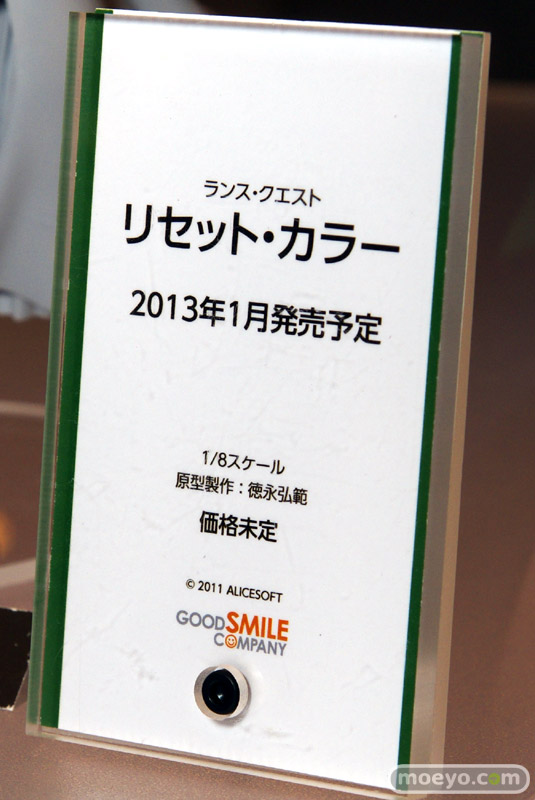 ランス・クエスト
リセット・カラー
2013年1月発売予定
1/8スケール
原型製作：徳永弘範
価格未定
© 2011 ALICESOFT
GOOD SMILE
COMPANY
moeyo.com